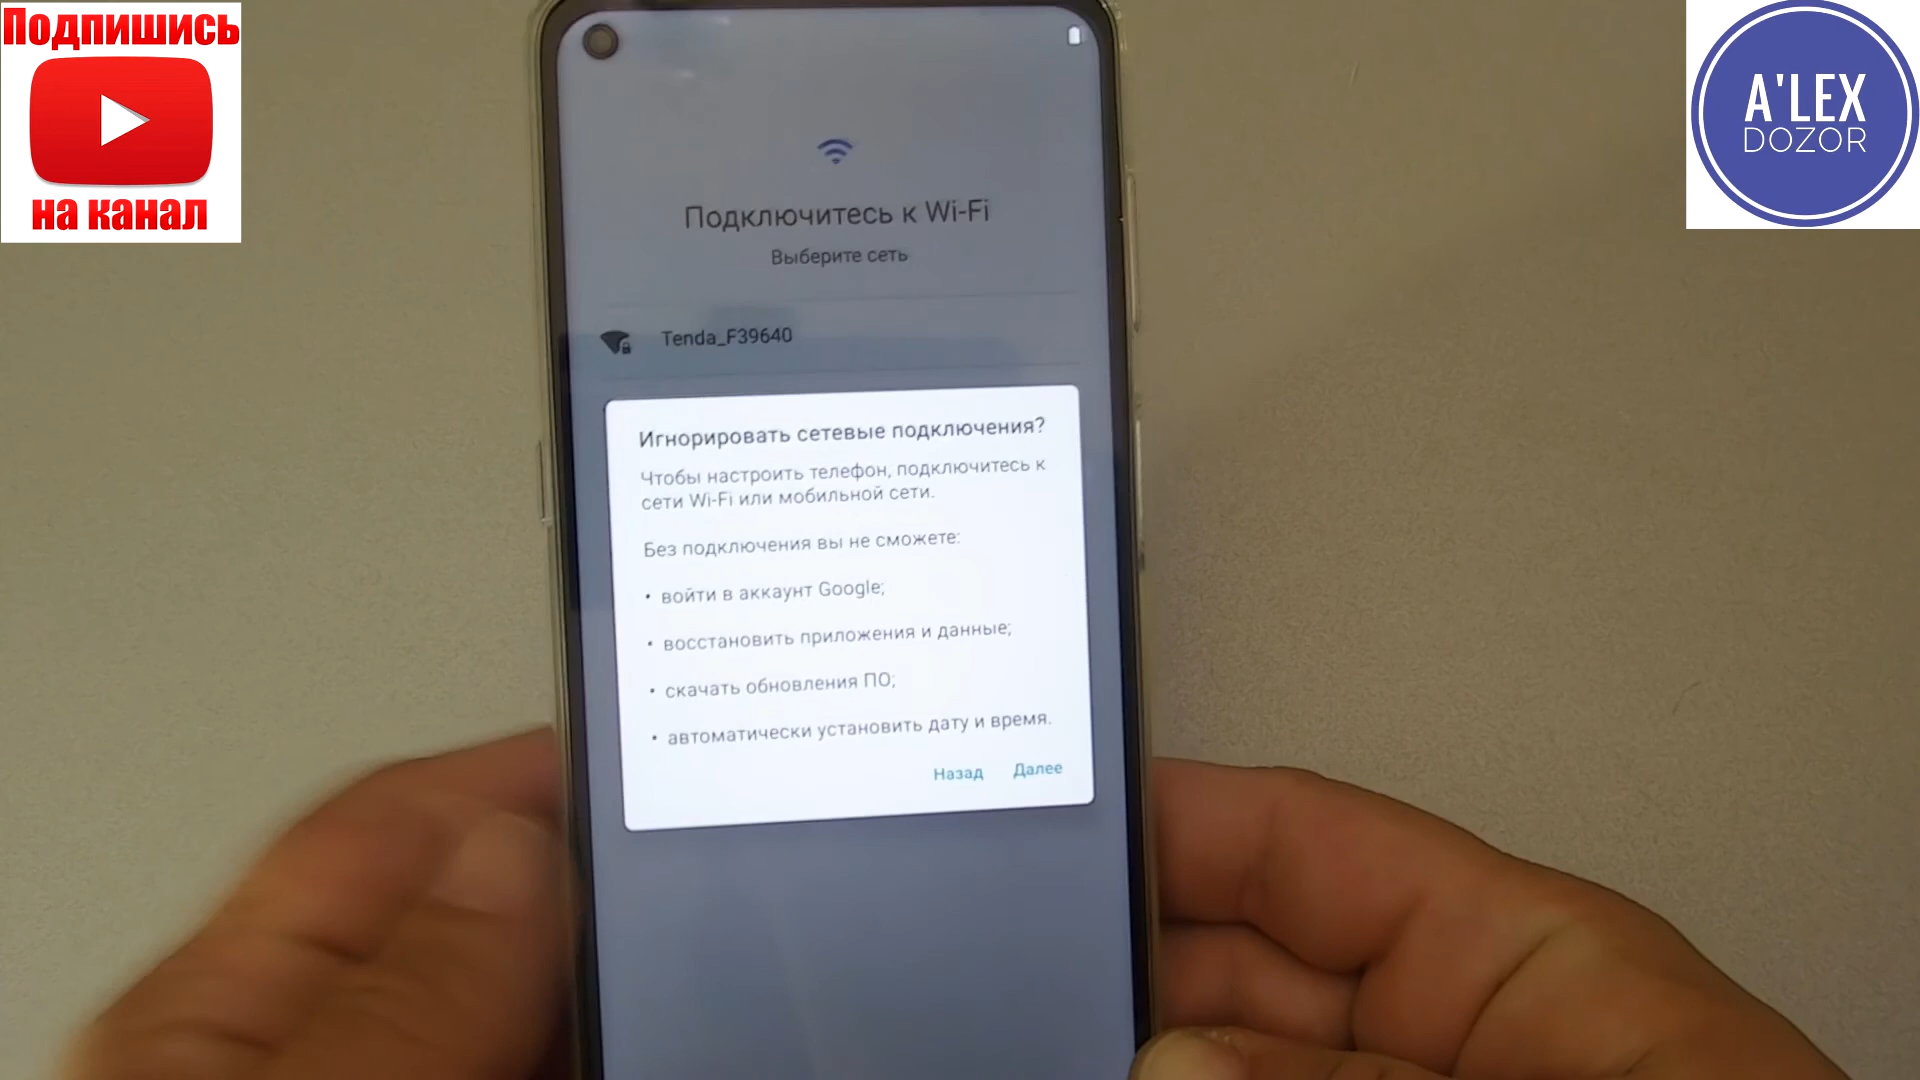 Подпишись
на канал
A'LEX
DOZOR
Подключитесь к Wi-Fi
Выберите сеть
Tenda_F39640
Игнорировать сетевые подключения?
Чтобы настроить телефон, подключитесь к
сети Wi-Fi или мобильной сети.
Без подключения вы не сможете:
• войти в аккаунт Google;
• восстановить приложения и данные;
• скачать обновления ПО;
• автоматически установить дату и время.
Назад Далее